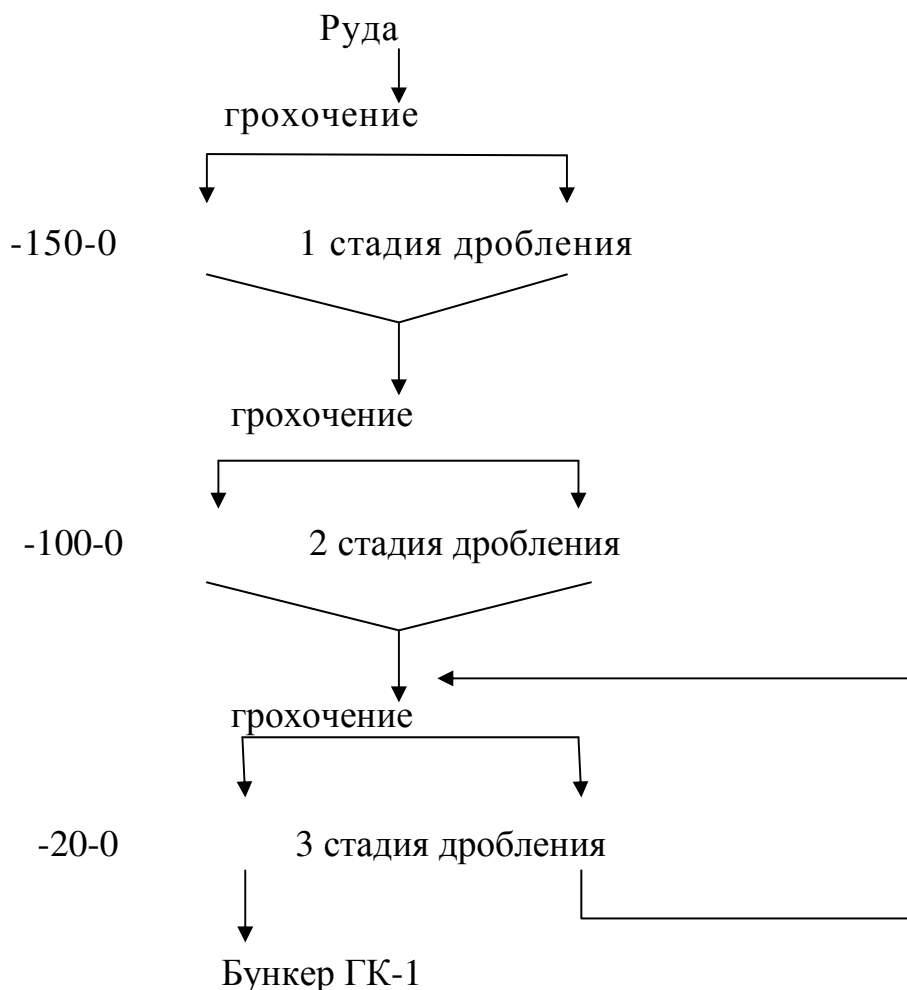 Руда
грохочение
-150-0 1 стадия дробления
грохочение
-100-0 2 стадия дробления
грохочение
-20-0 3 стадия дробления
Бункер ГК-1